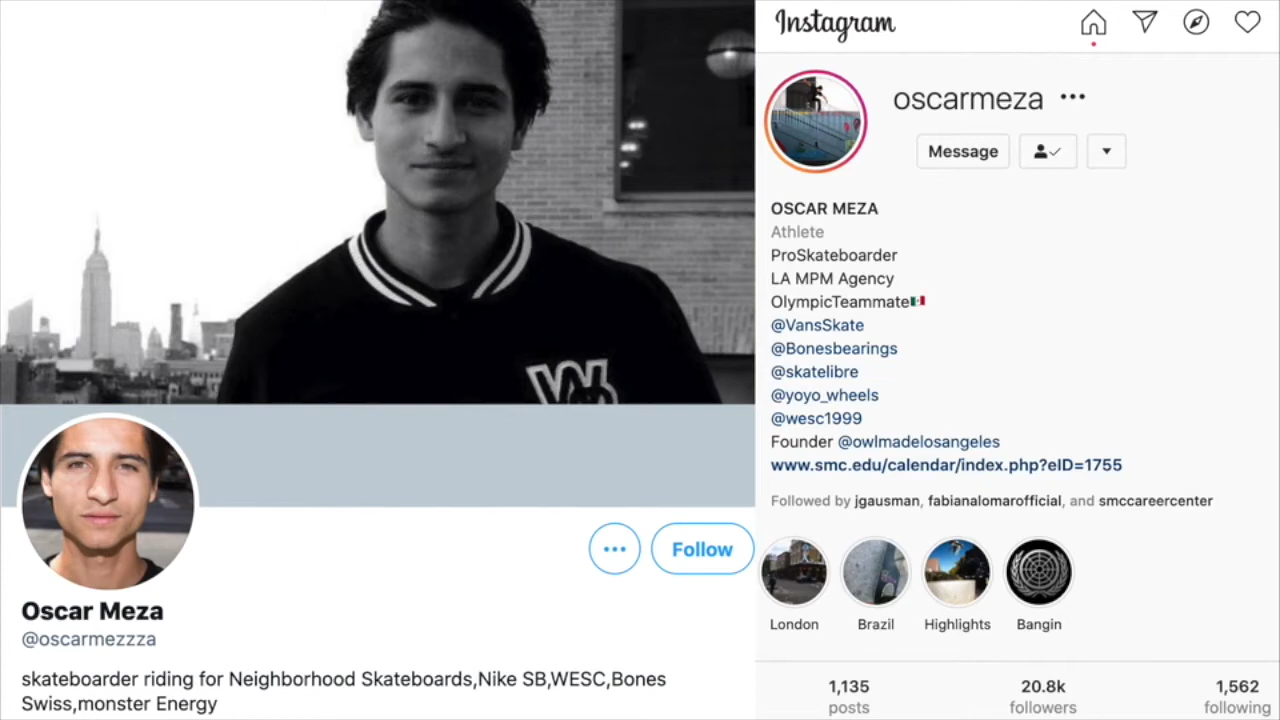 W
Oscar Meza
@oscarmezzza
skateboarder riding for Neighborhood Skateboards,Nike SB,WESC,Bones
Swiss,monster Energy
Follow
Instagram
oscarmeza
Message
OSCAR MEZA
Athlete
ProSkateboarder
LA MPM Agency
OlympicTeammate🇲🇽
@VansSkate
@Bonesbearings
@skatelibre
@yoyo_wheels
@wesc1999
Founder @owlmadelosangeles
www.smc.edu/calendar/index.php?eID=1755
Followed by jgausman, fabianalomarofficial, and smccareercenter
London Brazil Highlights Bangin
1,135 20.8k 1,562
posts followers following